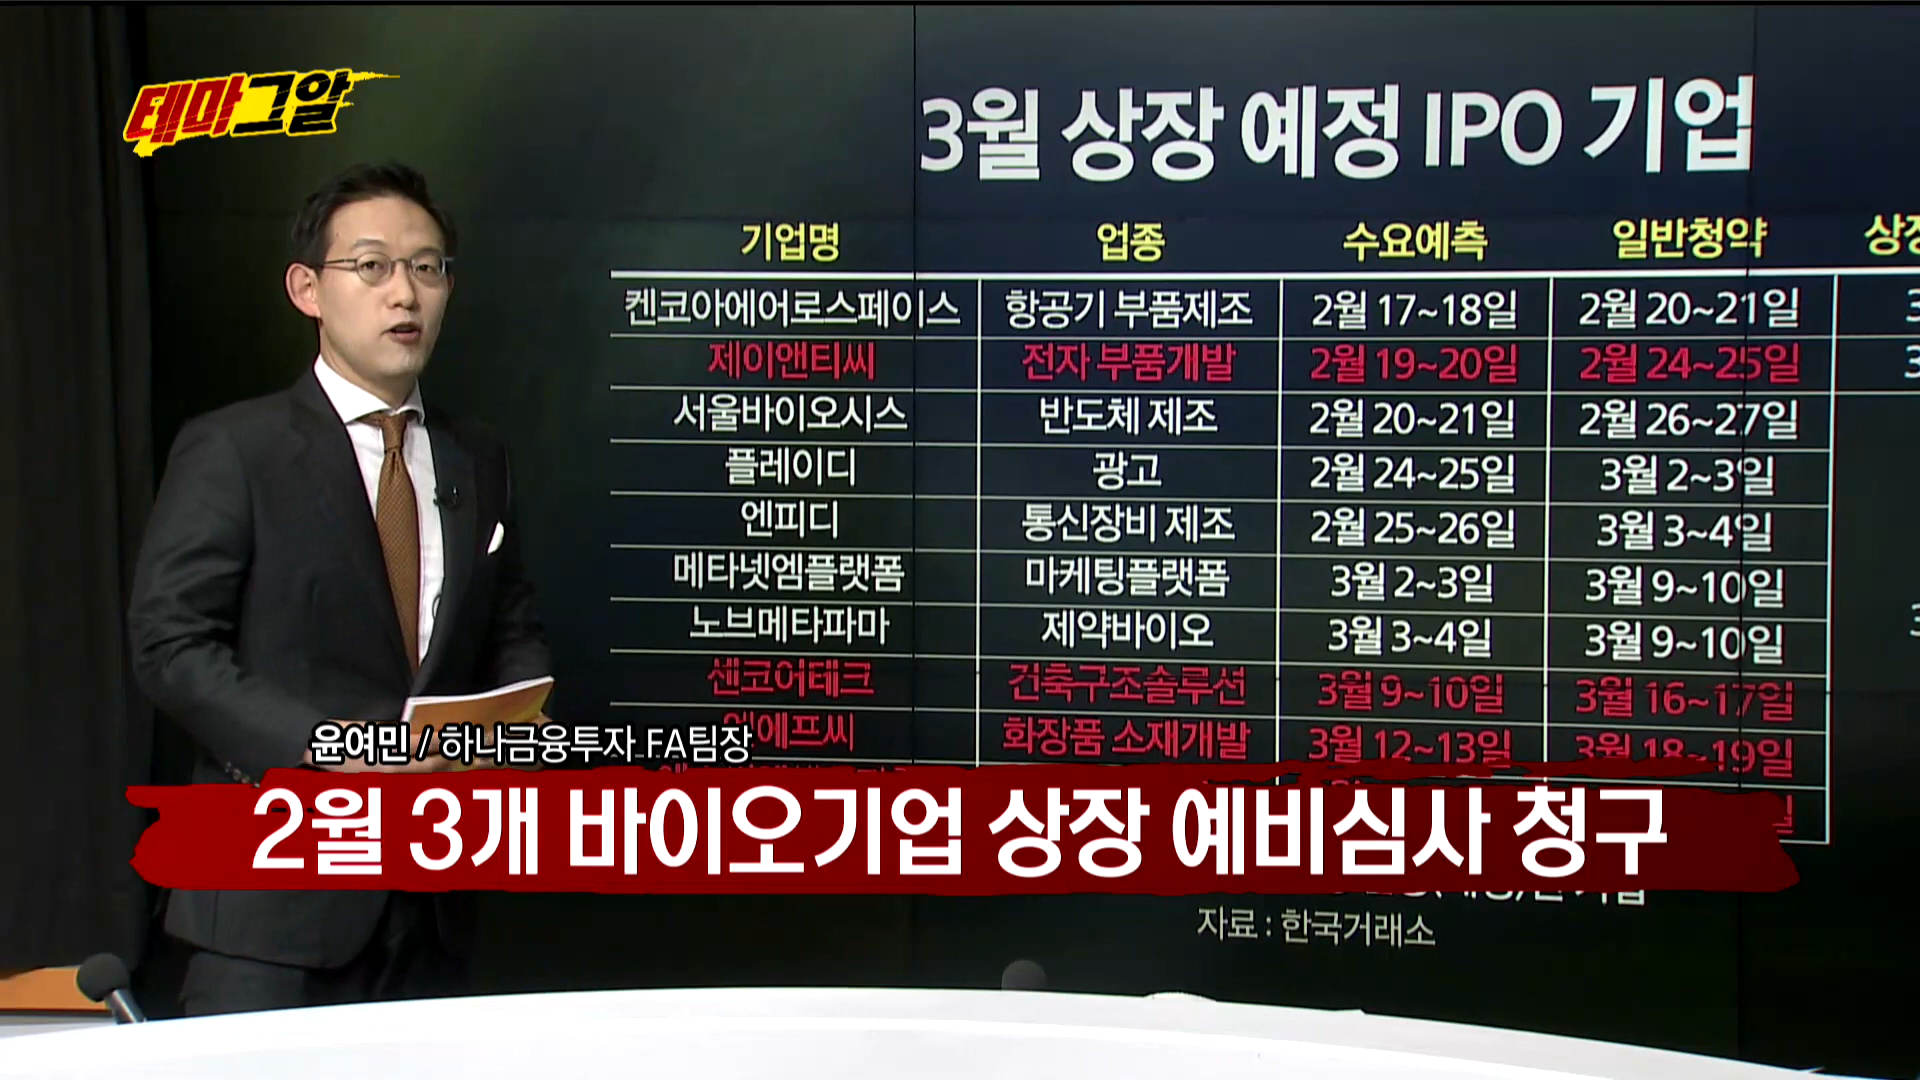 테마그알
3월 상장 예정 IPO 기업
기업명 업종 수요예측 일반청약
켄코아에어로스페이스 항공기 부품제조 2월 17~18일 2월 20~21일
제이앤티씨 전자 부품개발 2월 19~20일 2월 24~25일
서울바이오시스 반도체 제조 2월 20~21일 2월 26~27일
플레이디 광고 2월 24~25일 3월 2~3일
엔피디 통신장비 제조 2월 25~26일 3월 3~4일
메타넷엠플랫폼 마케팅플랫폼 3월 2~3일 3월 9~10일
노브메타파마 제약바이오 3월 3~4일 3월 9~10일
센코어테크 건축구조솔루션 3월 9~10일 3월 16~17일
엔에프씨 화장품 소재개발 3월 12~13일 3월 18~19일
윤여민 / 하나금융투자 FA팀장
2월 3개 바이오기업 상장 예비심사 청구
자료 : 한국거래소